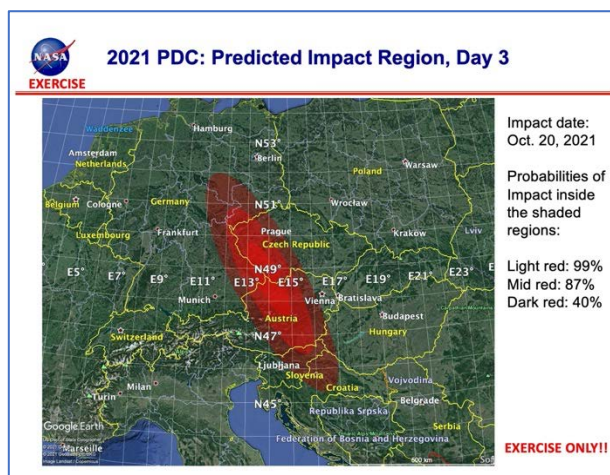 NASA
EXERCISE
2021 PDC: Predicted Impact Region, Day 3
Waddenzee
Hamburg
N53°
Amsterdam
Netherlands
Berlin
Poland
Warsaw
Belgium
Cologne
Germany
N51°
Wrocław
Luxembourg
Frankfurt
Prague
Czech Republic
Kraków
Lviv
N49°
E5° E7° E9° E11° E13° E15° E17° E19° E21° E23° E
Munich
Vienna
Bratislava
Austria
Budapest
Hungary
Switzerland
N47°
Ljubljana
Slovenia
Milan
Croatia
Vojvodina
Turin
N45°
Belgrade
Republika Srpska
Serbia
Google Earth
Federation of Bosnia and Herzegovina
Marseille
600 km
Impact date:
Oct. 20, 2021
Probabilities of
Impact inside
the shaded
regions:
Light red: 99%
Mid red: 87%
Dark red: 40%
EXERCISE ONLY!!